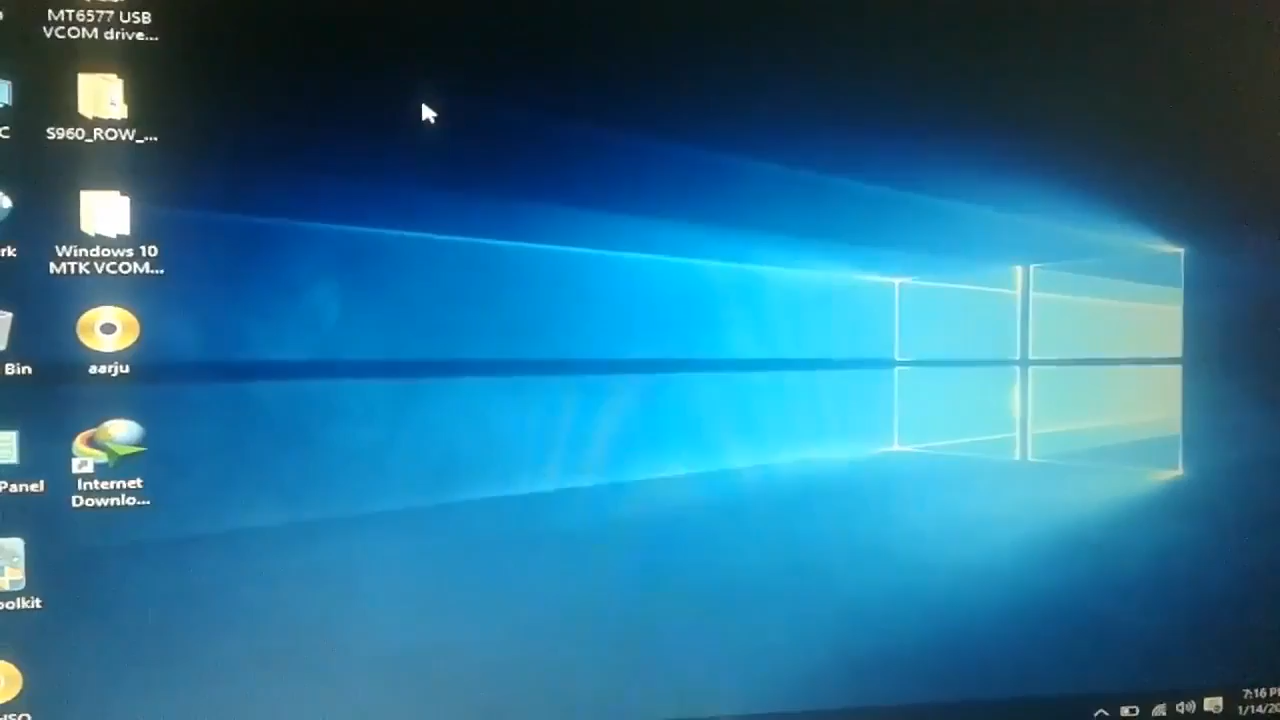 MT6577 USB
VCOM drive...
C
S960_ROW_...
rk
Windows 10
MTK VCOM...
Bin
aarju
Panel
Internet
Downlo...
oolkit
7:16 P
1/14/20